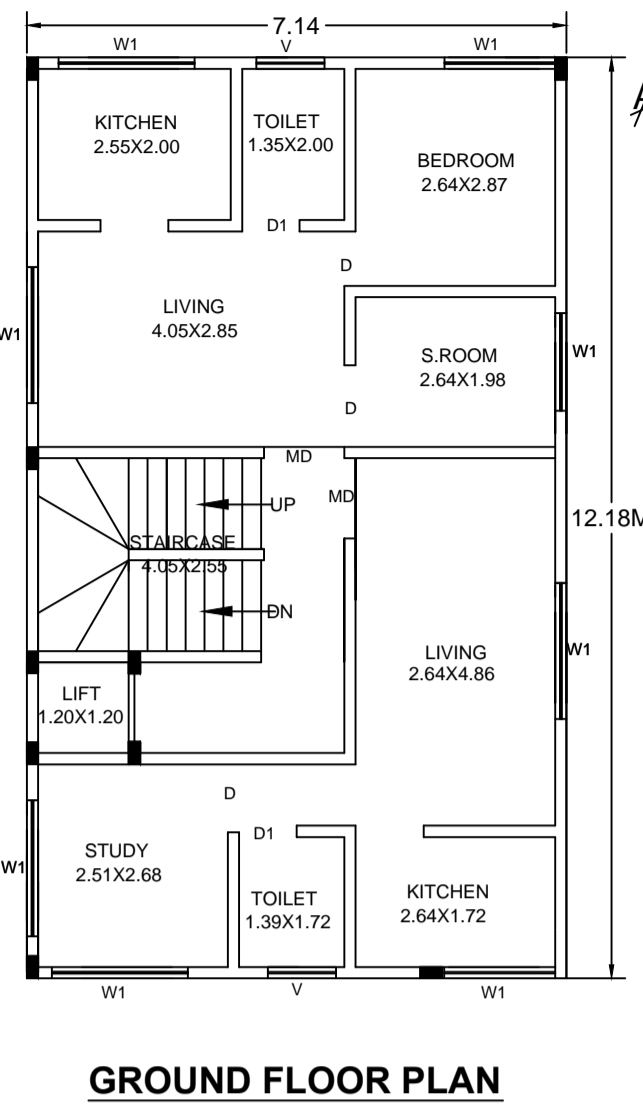 7.14
W1
V
W1
KITCHEN
2.55X2.00
TOILET
1.35X2.00
BEDROOM
2.64X2.87
D1
D
LIVING
4.05X2.85
W1
S.ROOM
2.64X1.98
W1
D
MD
MD
UP
12.18M
STAIRCASE
4.05X2.55
DN
LIVING
2.64X4.86
W1
LIFT
1.20X1.20
D
D1
STUDY
2.51X2.68
W1
TOILET
1.39X1.72
KITCHEN
2.64X1.72
W1
V
W1
GROUND FLOOR PLAN